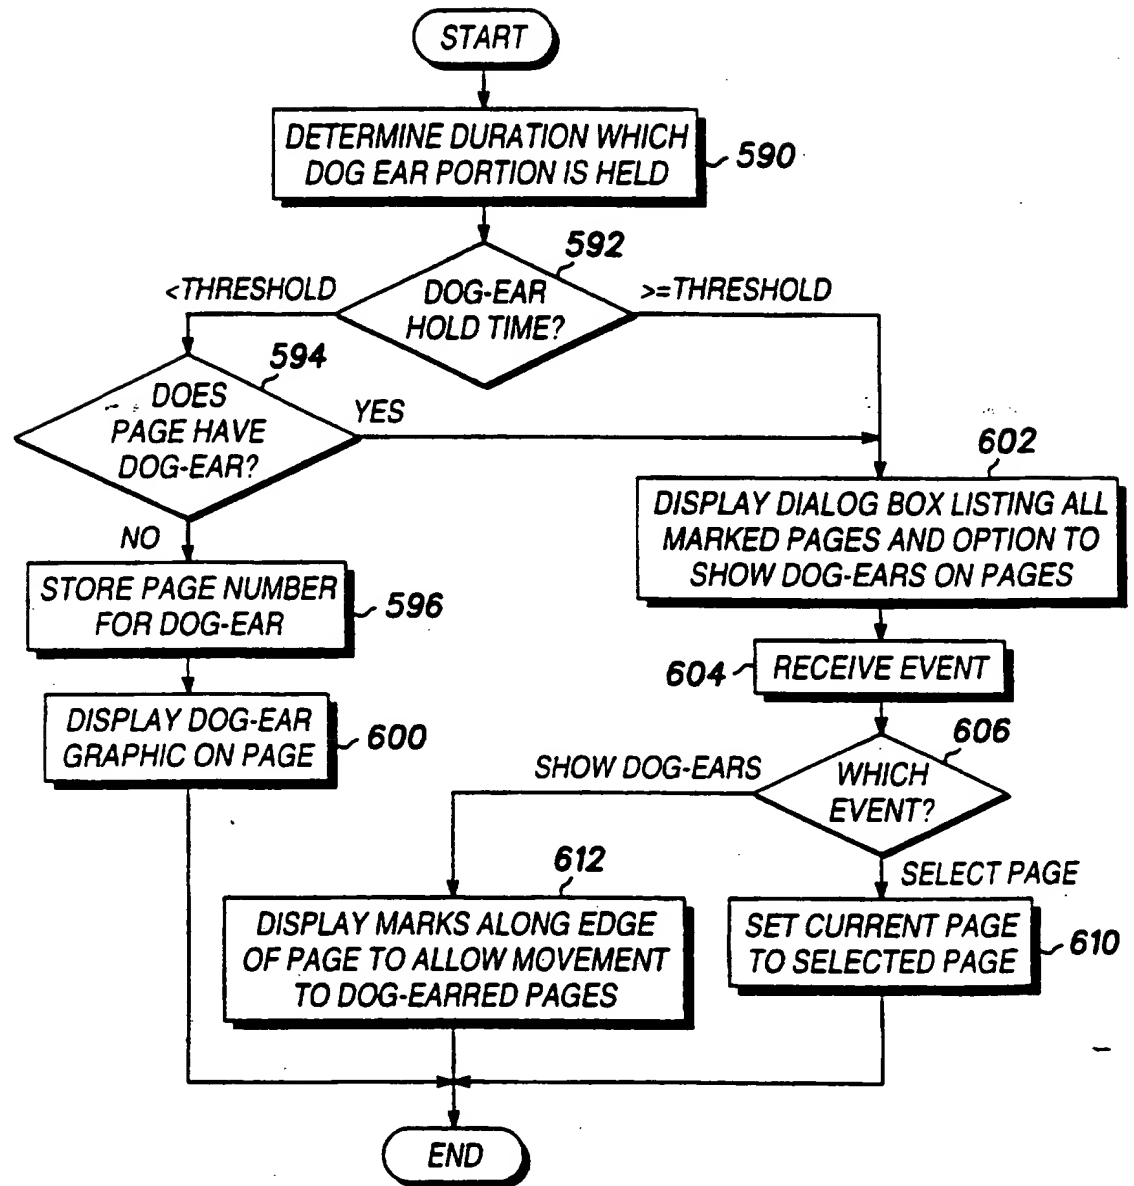 START
DETERMINE DURATION WHICH
DOG EAR PORTION IS HELD
590
592
<THRESHOLD
DOG-EAR
HOLD TIME?
>=THRESHOLD
594
DOES
PAGE HAVE
DOG-EAR?
YES
NO
602
DISPLAY DIALOG BOX LISTING ALL
MARKED PAGES AND OPTION TO
SHOW DOG-EARS ON PAGES
STORE PAGE NUMBER
FOR DOG-EAR
596
604
RECEIVE EVENT
DISPLAY DOG-EAR
GRAPHIC ON PAGE
600
606
SHOW DOG-EARS
WHICH
EVENT?
612
SELECT PAGE
DISPLAY MARKS ALONG EDGE
OF PAGE TO ALLOW MOVEMENT
TO DOG-EARRED PAGES
SET CURRENT PAGE
TO SELECTED PAGE
610
END